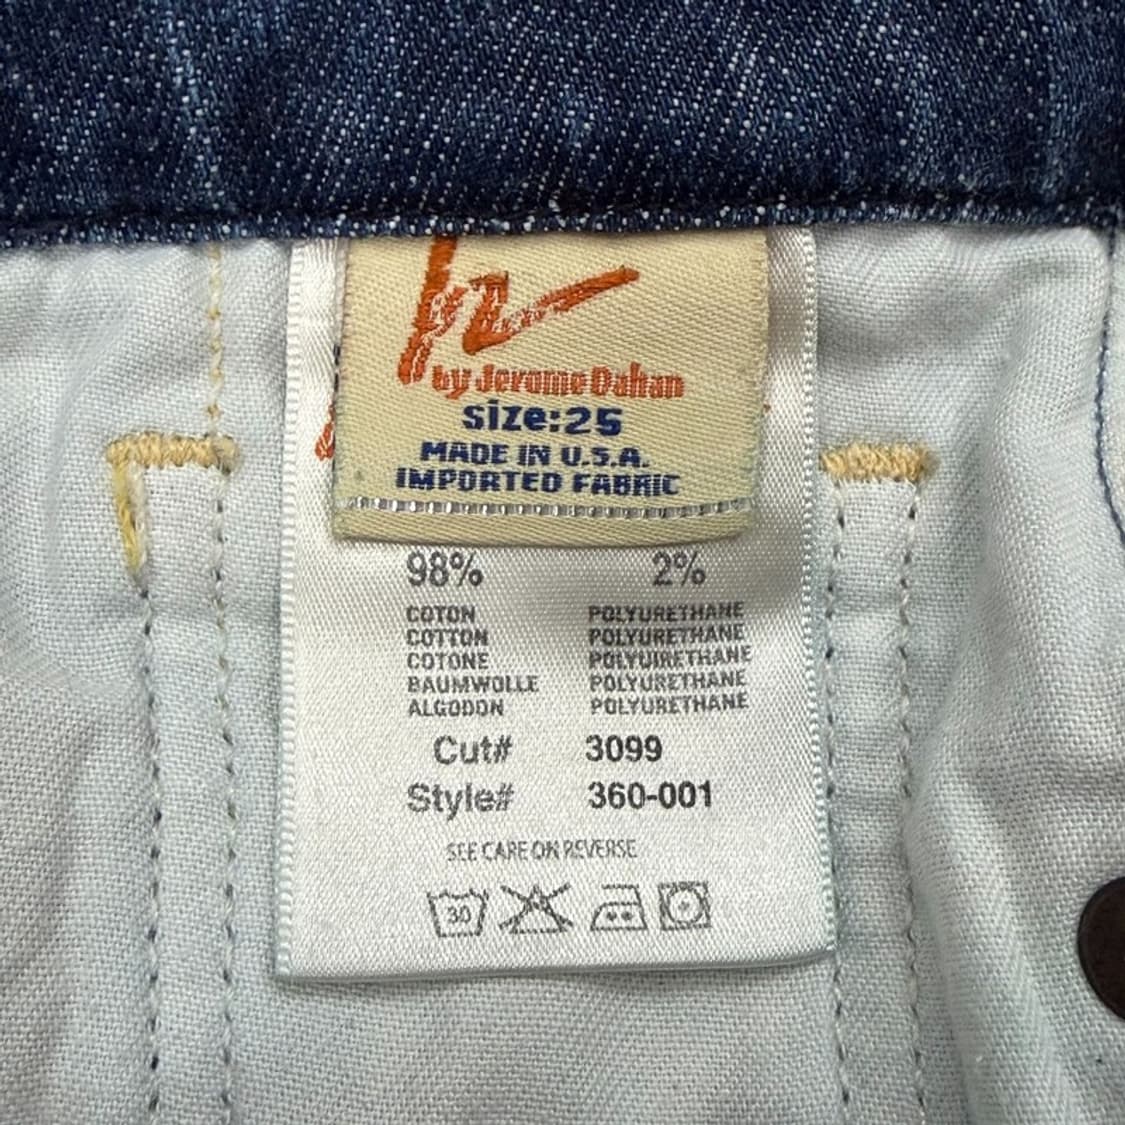 by Jerome Dahan
size:25
MADE IN U.S.A.
IMPORTED FABRIC
98% 2%
COTON POLYURETHANE
COTTON POLYURETHANE
COTONE POLYUIRETHANE
BAUMWOLLE POLYURETHANE
ALGODON POLYURETHANE
Cut# 3099
Style# 360-001
SEE CARE ON REVERSE
30